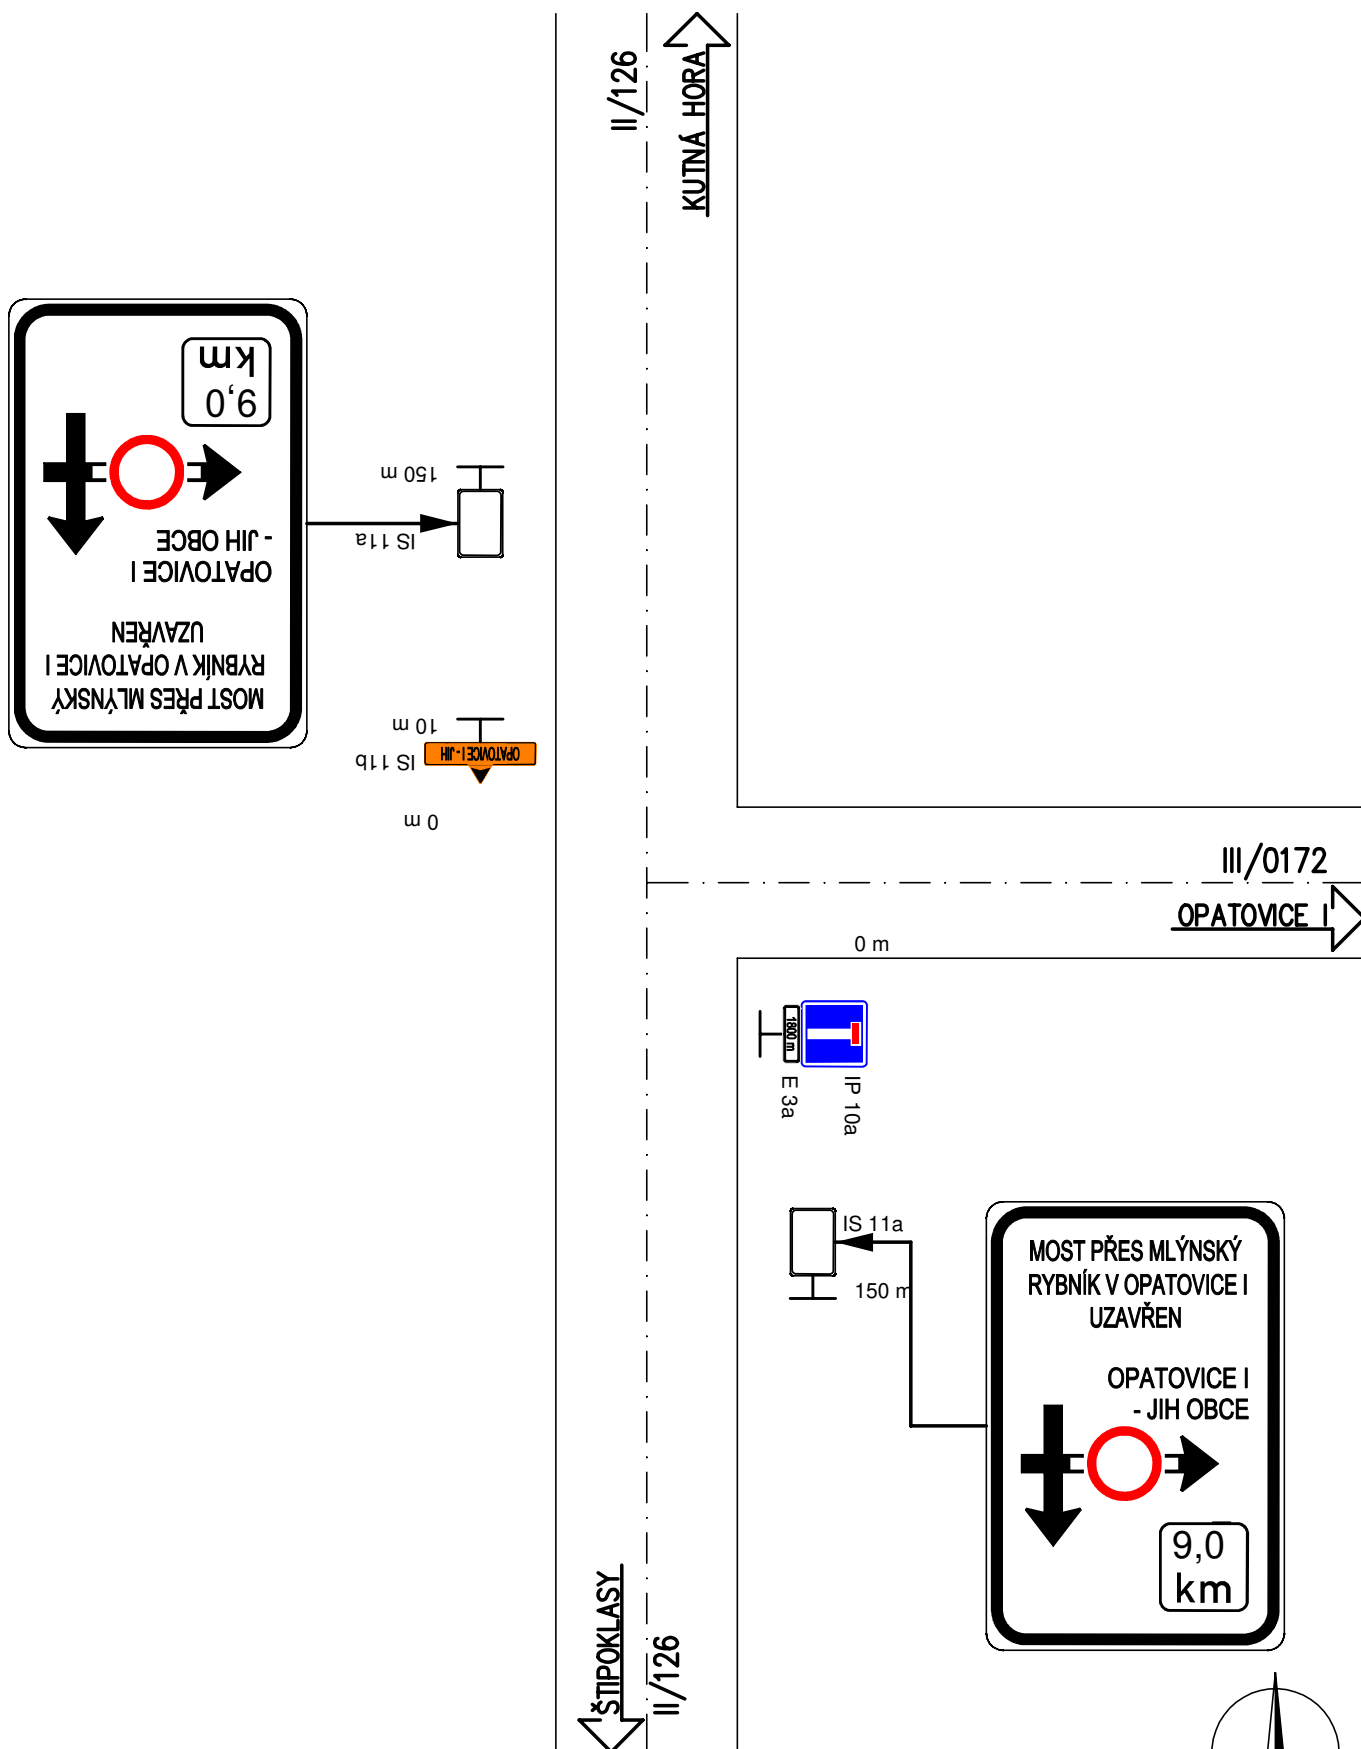 II/126
KUTNÁ HORA
MOST PŘES MLÝNSKÝ
RYBNÍK V OPATOVICE I
UZAVŘEN
OPATOVICE I
- JIH OBCE
9,0
km
150 m
IS 11a
10 m
IS 11b
OPATOVICE I - JIH
0 m
III/0172
OPATOVICE I
0 m
1800 m
E 3a
IP 10a
IS 11a
150 m
MOST PŘES MLÝNSKÝ
RYBNÍK V OPATOVICE I
UZAVŘEN
OPATOVICE I
- JIH OBCE
9,0
km
ŠTIPOKLASY
II/126